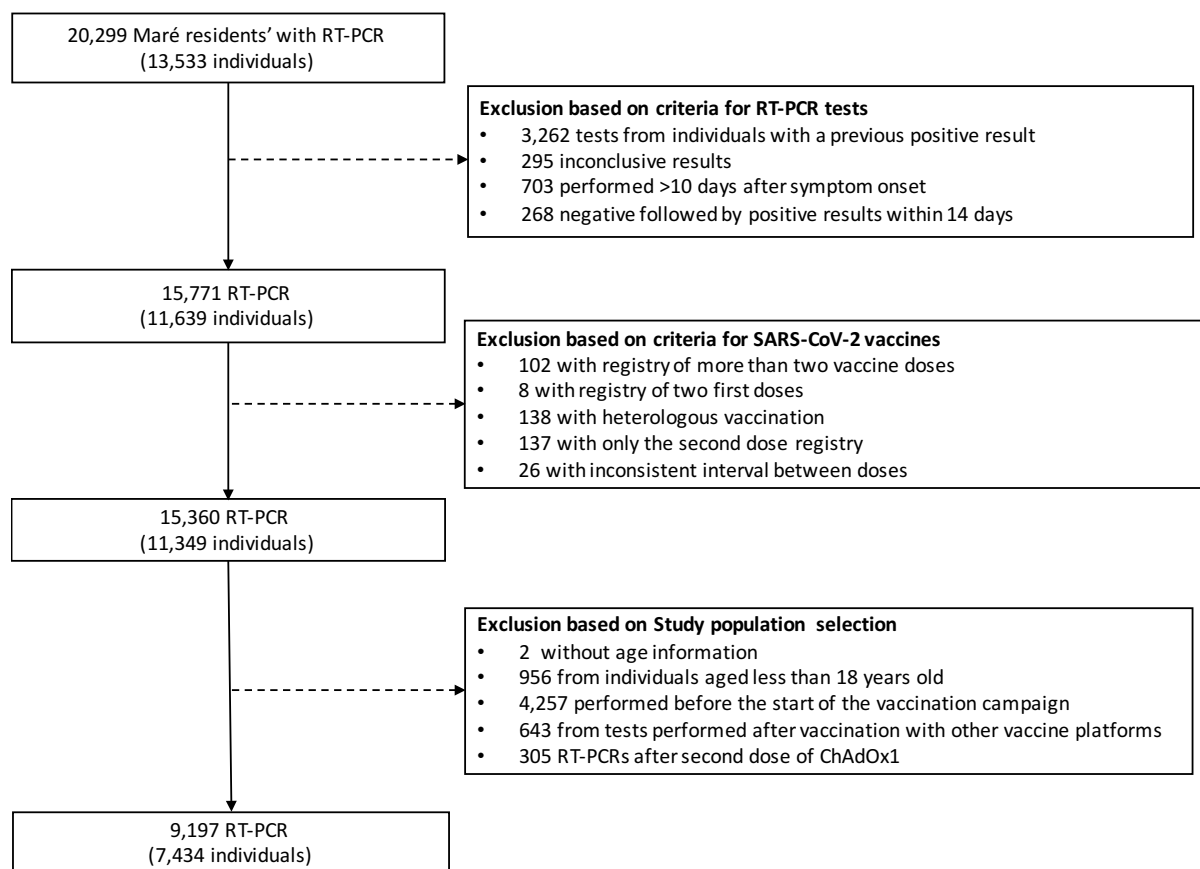 20,299 Maré residents’ with RT-PCR
(13,533 individuals)
Exclusion based on criteria for RT-PCR tests
• 3,262 tests from individuals with a previous positive result
• 295 inconclusive results
• 703 performed >10 days after symptom onset
• 268 negative followed by positive results within 14 days
15,771 RT-PCR
(11,639 individuals)
Exclusion based on criteria for SARS-CoV-2 vaccines
• 102 with registry of more than two vaccine doses
• 8 with registry of two first doses
• 138 with heterologous vaccination
• 137 with only the second dose registry
• 26 with inconsistent interval between doses
15,360 RT-PCR
(11,349 individuals)
Exclusion based on Study population selection
• 2 without age information
• 956 from individuals aged less than 18 years old
• 4,257 performed before the start of the vaccination campaign
• 643 from tests performed after vaccination with other vaccine platforms
• 305 RT-PCRs after second dose of ChAdOx1
9,197 RT-PCR
(7,434 individuals)